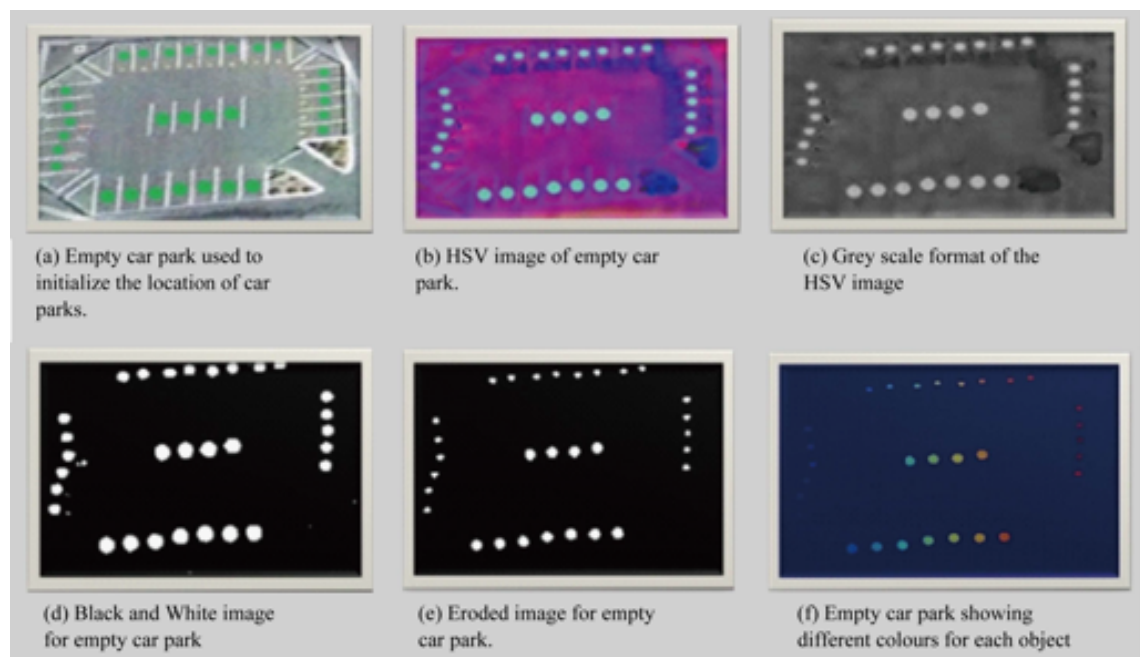 (a) Empty car park used to
initialize the location of car
parks.
(b) HSV image of empty car
park.
(c) Grey scale format of the
HSV image
(d) Black and White image
for empty car park
(e) Eroded image for empty
car park.
(f) Empty car park showing
different colours for each object